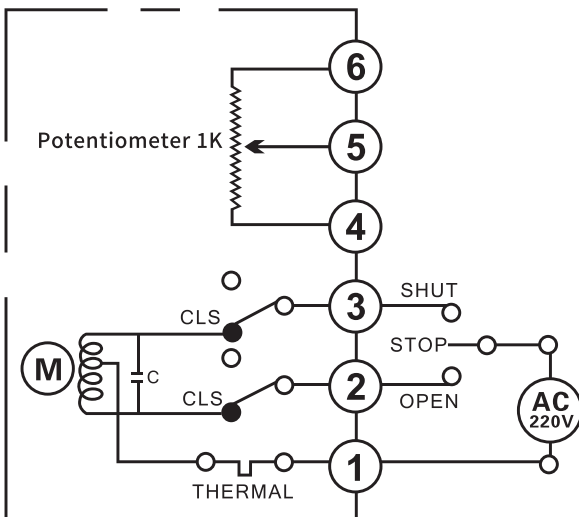 6
Potentiometer 1K
5
4
SHUT
CLS
3
STOP
M
C
CLS
2
OPEN
AC
220V
1
THERMAL